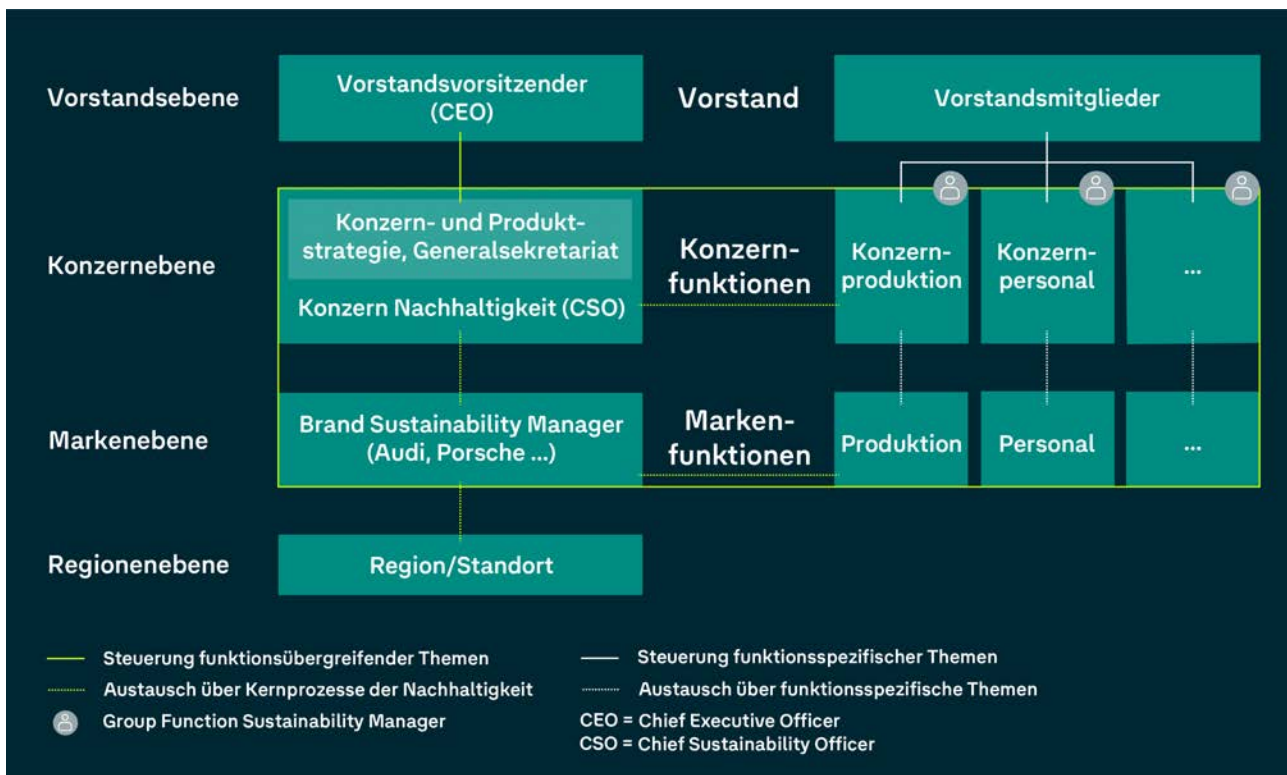 Vorstandsebene
Vorstandsvorsitzender
(CEO)
Vorstand
Vorstandsmitglieder
Konzernebene
Konzern- und Produkt-
strategie, Generalsekretariat
Konzern Nachhaltigkeit (CSO)
Konzern-
funktionen
Konzern-
produktion
Konzern-
personal
...
Markenebene
Brand Sustainability Manager
(Audi, Porsche ...)
Marken-
funktionen
Produktion
Personal
...
Regionenebene
Region/Standort
Steuerung funktionsübergreifender Themen
Austausch über Kernprozesse der Nachhaltigkeit
Group Function Sustainability Manager
Steuerung funktionsspezifischer Themen
Austausch über funktionsspezifische Themen
CEO = Chief Executive Officer
CSO = Chief Sustainability Officer